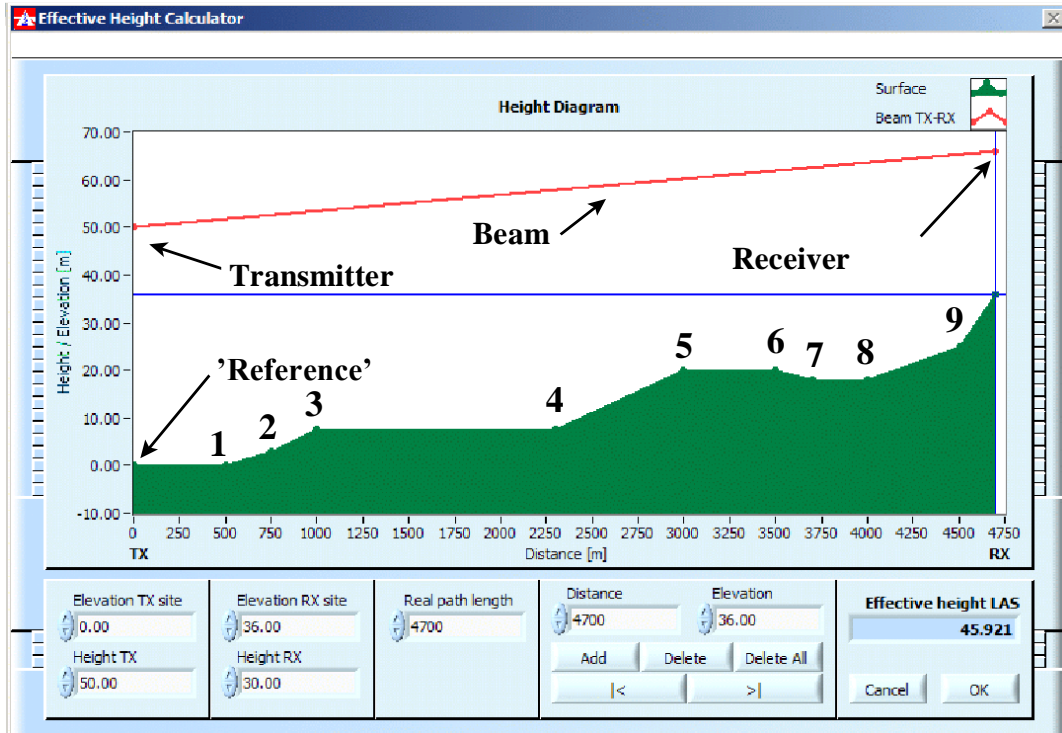 Effective Height Calculator
Surface
Beam TX-RX
Height Diagram
Height / Elevation [m]
70.00
60.00
50.00
40.00
30.00
20.00
10.00
0.00
-10.00
Transmitter
Beam
Receiver
’Reference’
1
2
3
4
5
6
7
8
9
0 250 500 750 1000 1250 1500 1750 2000 2250 2500 2750 3000 3250 3500 3750 4000 4250 4500 4750
TX Distance [m] RX
Elevation TX site
0.00
Height TX
50.00
Elevation RX site
36.00
Height RX
30.00
Real path length
4700
Distance Elevation
4700 36.00
Add Delete Delete All
|< >|
Effective height LAS
45.921
Cancel OK